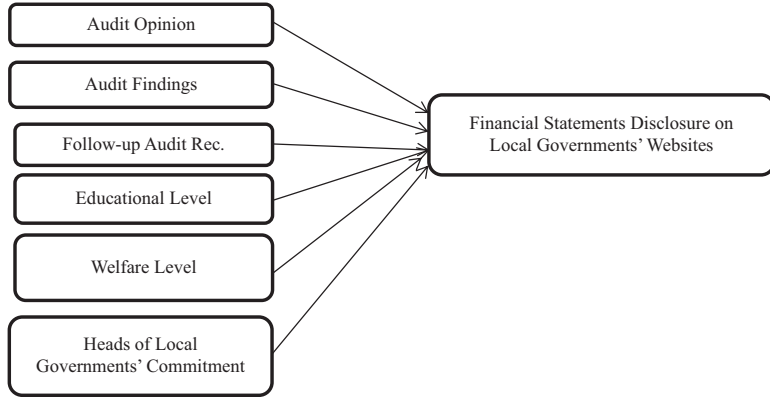 Audit Opinion
Audit Findings
Follow-up Audit Rec.
Educational Level
Welfare Level
Heads of Local
Governments’ Commitment
Financial Statements Disclosure on
Local Governments’ Websites